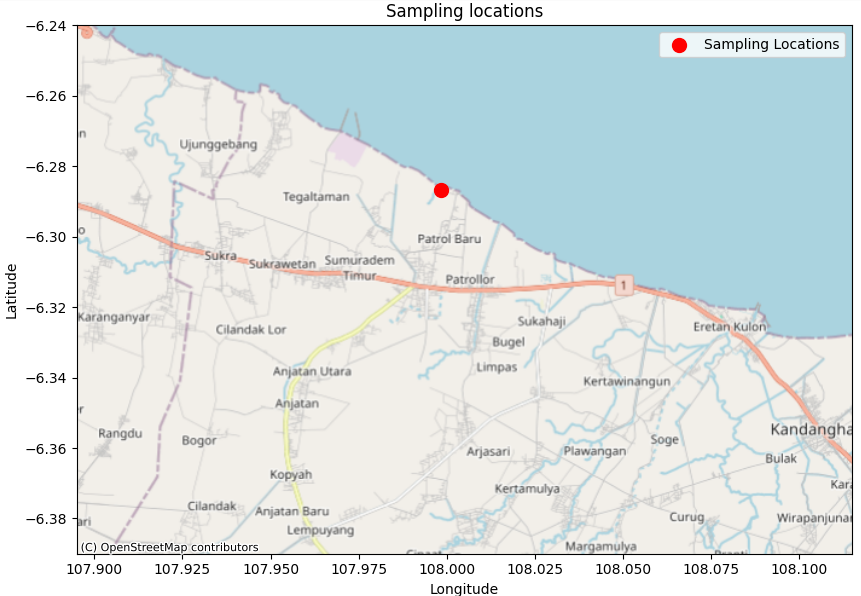 Sampling locations
Sampling Locations
−6.24
−6.26
−6.28
−6.30
−6.32
−6.34
−6.36
−6.38
Latitude
Ujunggebang
Tegaltaman
Patrol Baru
Sukra
Sukrawetan
Sumuradem
Timur
Patrollor
1
Karanganyar
Cilandak Lor
Sukahaji
Eretan Kulon
Bugel
Limpas
Anjatan Utara
Kertawinangun
Anjatan
Rangdu
Bogor
Arjasari
Plawangan
Soge
Kandangha
Bulak
Kopyah
Kertamulya
Kara
Cilandak
Anjatan Baru
Lempuyang
Curug
Wirapanjunan
Margamulya
(C) OpenStreetMap contributors
107.900 107.925 107.950 107.975 108.000 108.025 108.050 108.075 108.100
Longitude